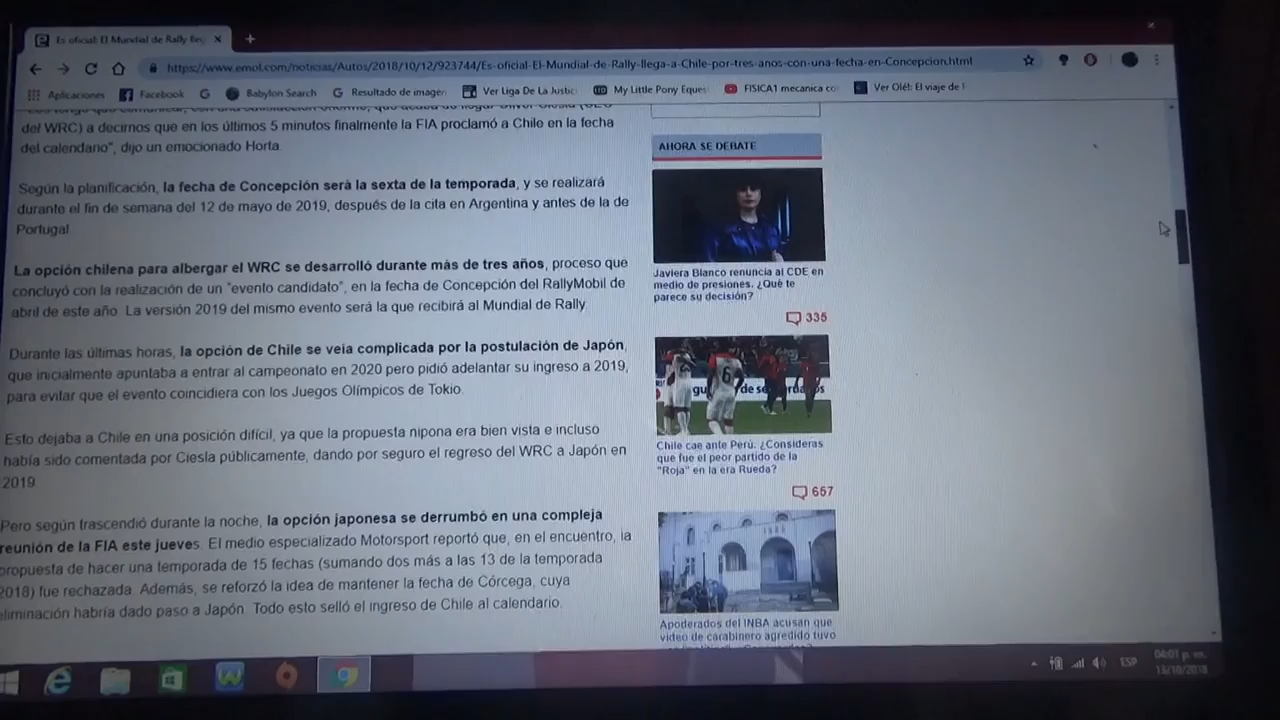 Es oficial: El Mundial de Rally lleg
https://www.emol.com/noticias/Autos/2018/10/12/923744/Es-oficial-El-Mundial-de-Rally-llega-a-Chile-por-tres-anos-con-una-fecha-en-Concepcion.html
Aplicaciones Facebook Babylon Search Resultado de imagen Ver Liga De La Justic My Little Pony Eques FISICA1 mecanica co Ver Olé!: El viaje de
del WRC) a decirnos que en los últimos 5 minutos finalmente la FIA proclamó a Chile en la fecha
del calendario", dijo un emocionado Horta.
Según la planificación, la fecha de Concepción será la sexta de la temporada, y se realizará
durante el fin de semana del 12 de mayo de 2019, después de la cita en Argentina y antes de la de
Portugal.
La opción chilena para albergar el WRC se desarrolló durante más de tres años, proceso que
concluyó con la realización de un "evento candidato", en la fecha de Concepción del RallyMobil de
abril de este año. La versión 2019 del mismo evento será la que recibirá al Mundial de Rally.
Durante las últimas horas, la opción de Chile se veía complicada por la postulación de Japón,
que inicialmente apuntaba a entrar al campeonato en 2020 pero pidió adelantar su ingreso a 2019,
para evitar que el evento coincidiera con los Juegos Olímpicos de Tokio.
Esto dejaba a Chile en una posición difícil, ya que la propuesta nipona era bien vista e incluso
había sido comentada por Ciesla públicamente, dando por seguro el regreso del WRC a Japón en
2019.
Pero según trascendió durante la noche, la opción japonesa se derrumbó en una compleja
reunión de la FIA este jueves. El medio especializado Motorsport reportó que, en el encuentro, la
propuesta de hacer una temporada de 15 fechas (sumando dos más a las 13 de la temporada
2018) fue rechazada. Además, se reforzó la idea de mantener la fecha de Córcega, cuya
eliminación habría dado paso a Japón. Todo esto selló el ingreso de Chile al calendario.
AHORA SE DEBATE
Javiera Blanco renuncia al CDE en
medio de presiones. ¿Qué te
parece su decisión?
335
6
Chile cae ante Perú: ¿Consideras
que fue el peor partido de la
"Roja" en la era Rueda?
657
Apoderados del INBA acusan que
video de carabinero agredido tuvo
ESP
04:01 p. m.
13/10/2018